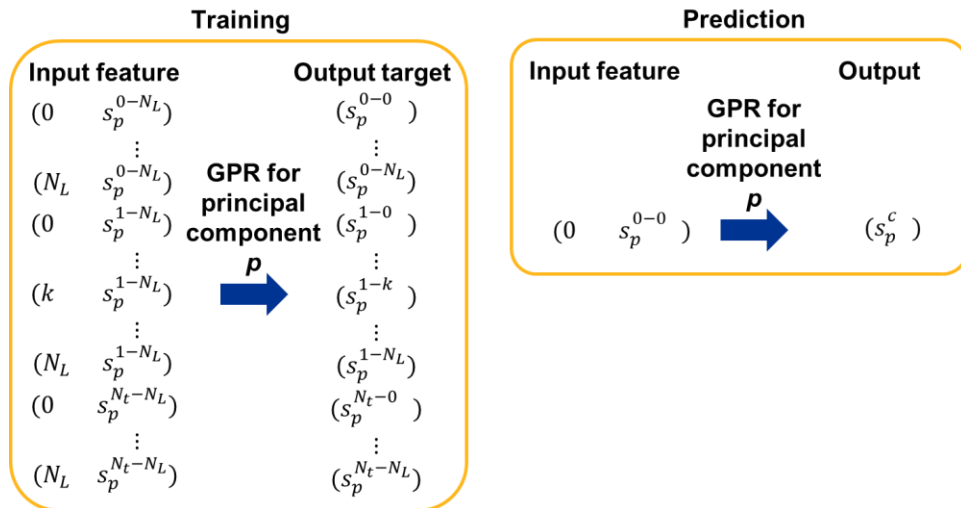 Training
Input feature Output target
(0 s_p^{0-N_L}) (s_p^{0-0} )
⋮ ⋮
(N_L s_p^{0-N_L}) (s_p^{0-N_L})
(0 s_p^{1-N_L}) (s_p^{1-0} )
⋮ ⋮
(k s_p^{1-N_L}) (s_p^{1-k} )
⋮ ⋮
(N_L s_p^{1-N_L}) (s_p^{1-N_L})
(0 s_p^{N_t-N_L}) (s_p^{N_t-0} )
⋮ ⋮
(N_L s_p^{N_t-N_L}) (s_p^{N_t-N_L})
GPR for
principal
component
p
Prediction
Input feature Output
GPR for
principal
component
p
(0 s_p^{0-0} ) (s_p^c )